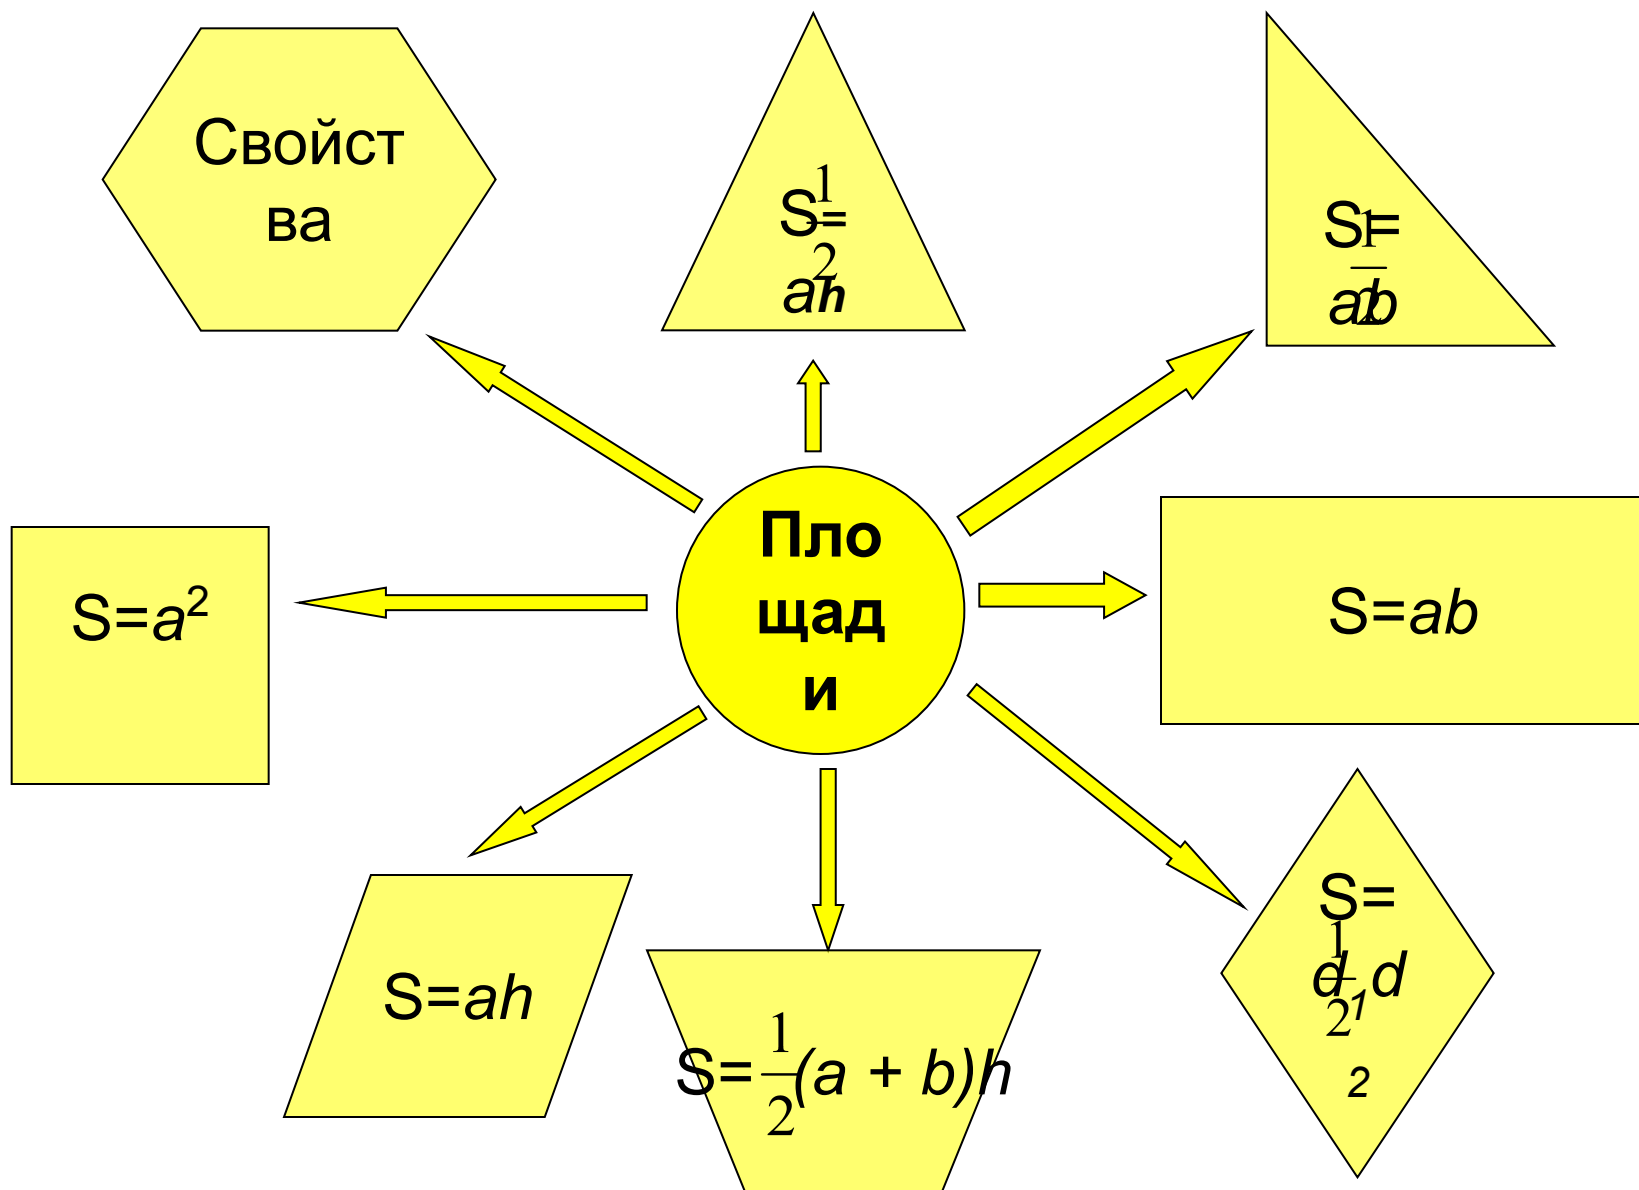 Свойст
ва
S=
1
2
ah
S=
1
2
ab
S=a²
Пло
щад
и
S=ab
S=ah
S= 1/2 (a + b)h
S=
1
2
d₁d
2